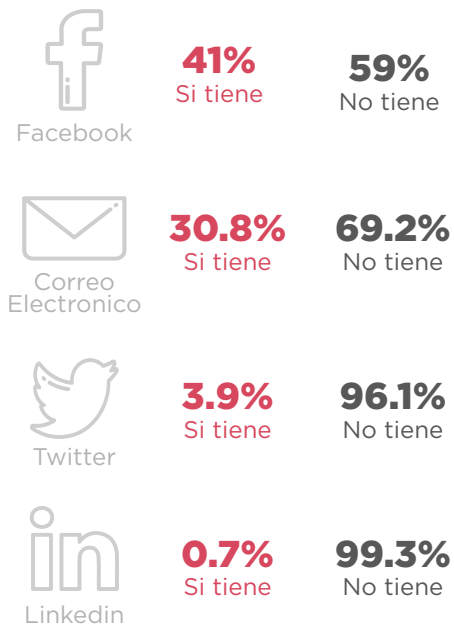 41%
Si tiene
59%
No tiene
Facebook
30.8%
Si tiene
69.2%
No tiene
Correo
Electronico
3.9%
Si tiene
96.1%
No tiene
Twitter
in
0.7%
Si tiene
99.3%
No tiene
Linkedin